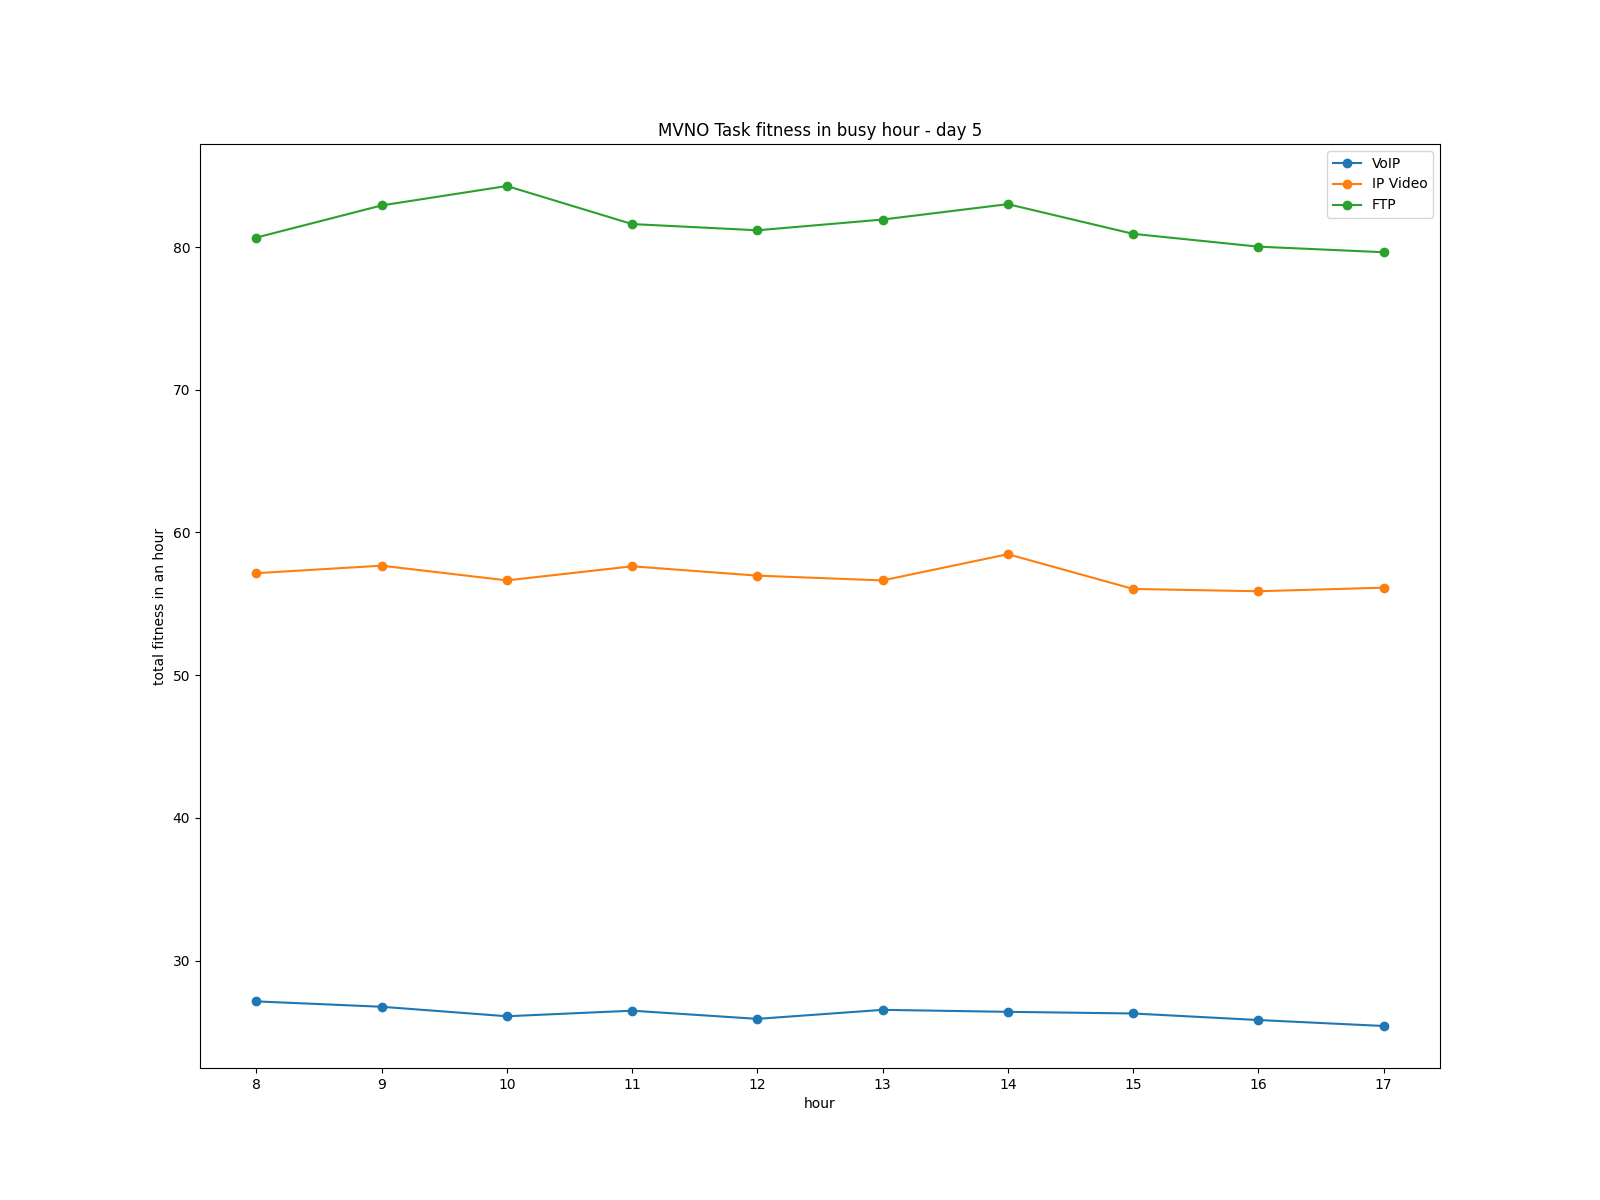 MVNO Task fitness in busy hour - day 5
VoIP
IP Video
FTP
total fitness in an hour
80
70
60
50
40
30
8 9 10 11 12 13 14 15 16 17
hour